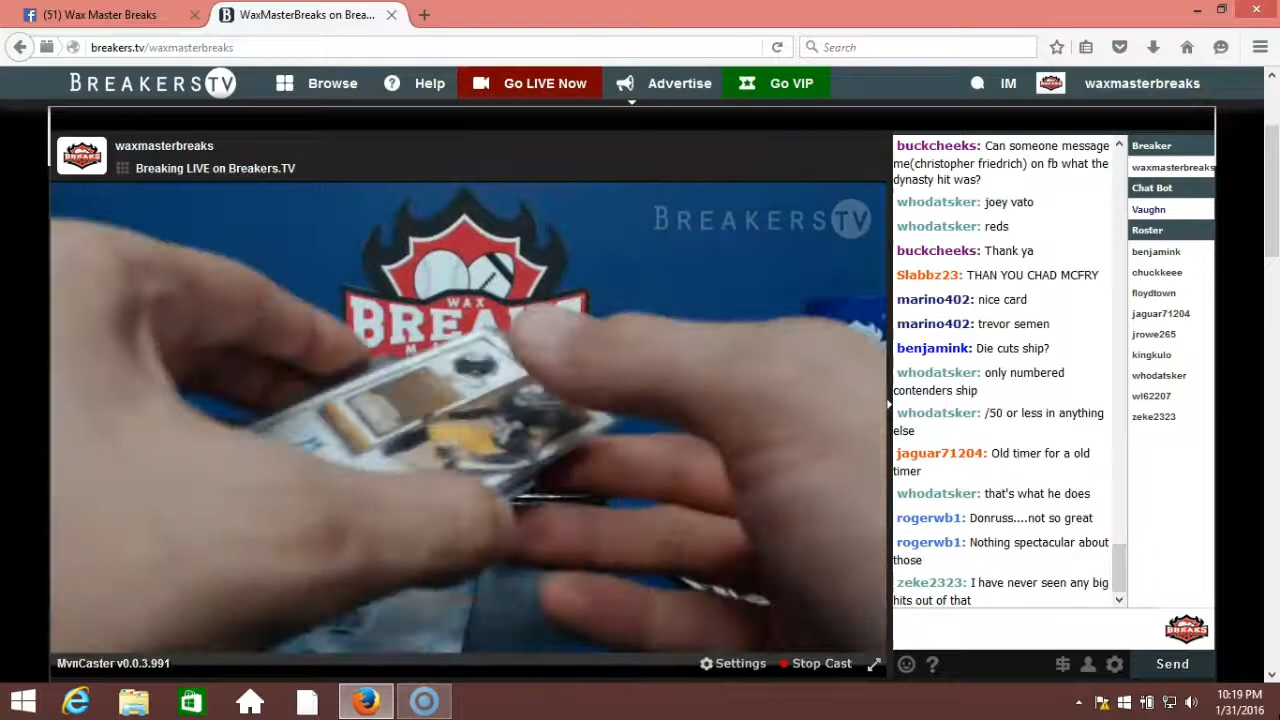 (51) Wax Master Breaks
WaxMasterBreaks on Brea...
breakers.tv/waxmasterbreaks
Search
BREAKERSTV
Browse
Help
Go LIVE Now
Advertise
Go VIP
IM
waxmasterbreaks
waxmasterbreaks
Breaking LIVE on Breakers.TV
BREAKERSTV
WAX
MvnCaster v0.0.3.991
Settings
Stop Cast
buckcheeks: Can someone message
me(christopher friedrich) on fb what the
dynasty hit was?
whodatsker: joey vato
whodatsker: reds
buckcheeks: Thank ya
Slabbz23: THAN YOU CHAD MCFRY
marino402: nice card
marino402: trevor semen
benjamink: Die cuts ship?
whodatsker: only numbered
contenders ship
whodatsker: /50 or less in anything
else
jaguar71204: Old timer for a old
timer
whodatsker: that's what he does
rogerwb1: Donruss....not so great
rogerwb1: Nothing spectacular about
those
zeke2323: I have never seen any big
hits out of that
Send
Breaker
waxmasterbreaks
Chat Bot
Vaughn
Roster
benjamink
chuckkeee
floydtown
jaguar71204
jrowe265
kingkulo
whodatsker
wl62207
zeke2323
10:19 PM
1/31/2016